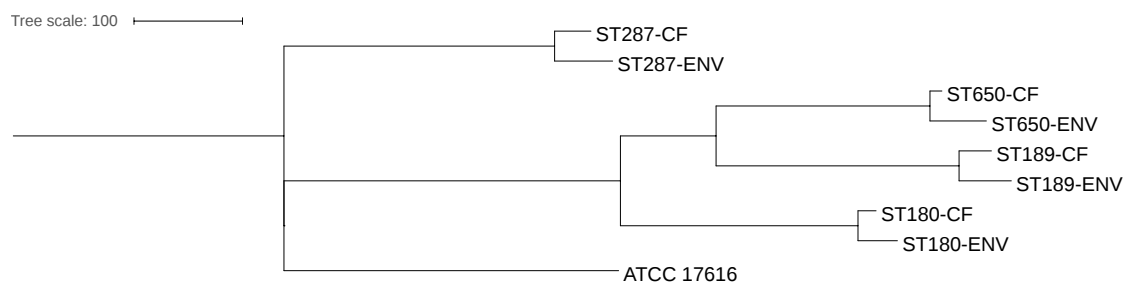 Tree scale: 100
ST287-CF
ST287-ENV
ST650-CF
ST650-ENV
ST189-CF
ST189-ENV
ST180-CF
ST180-ENV
ATCC 17616